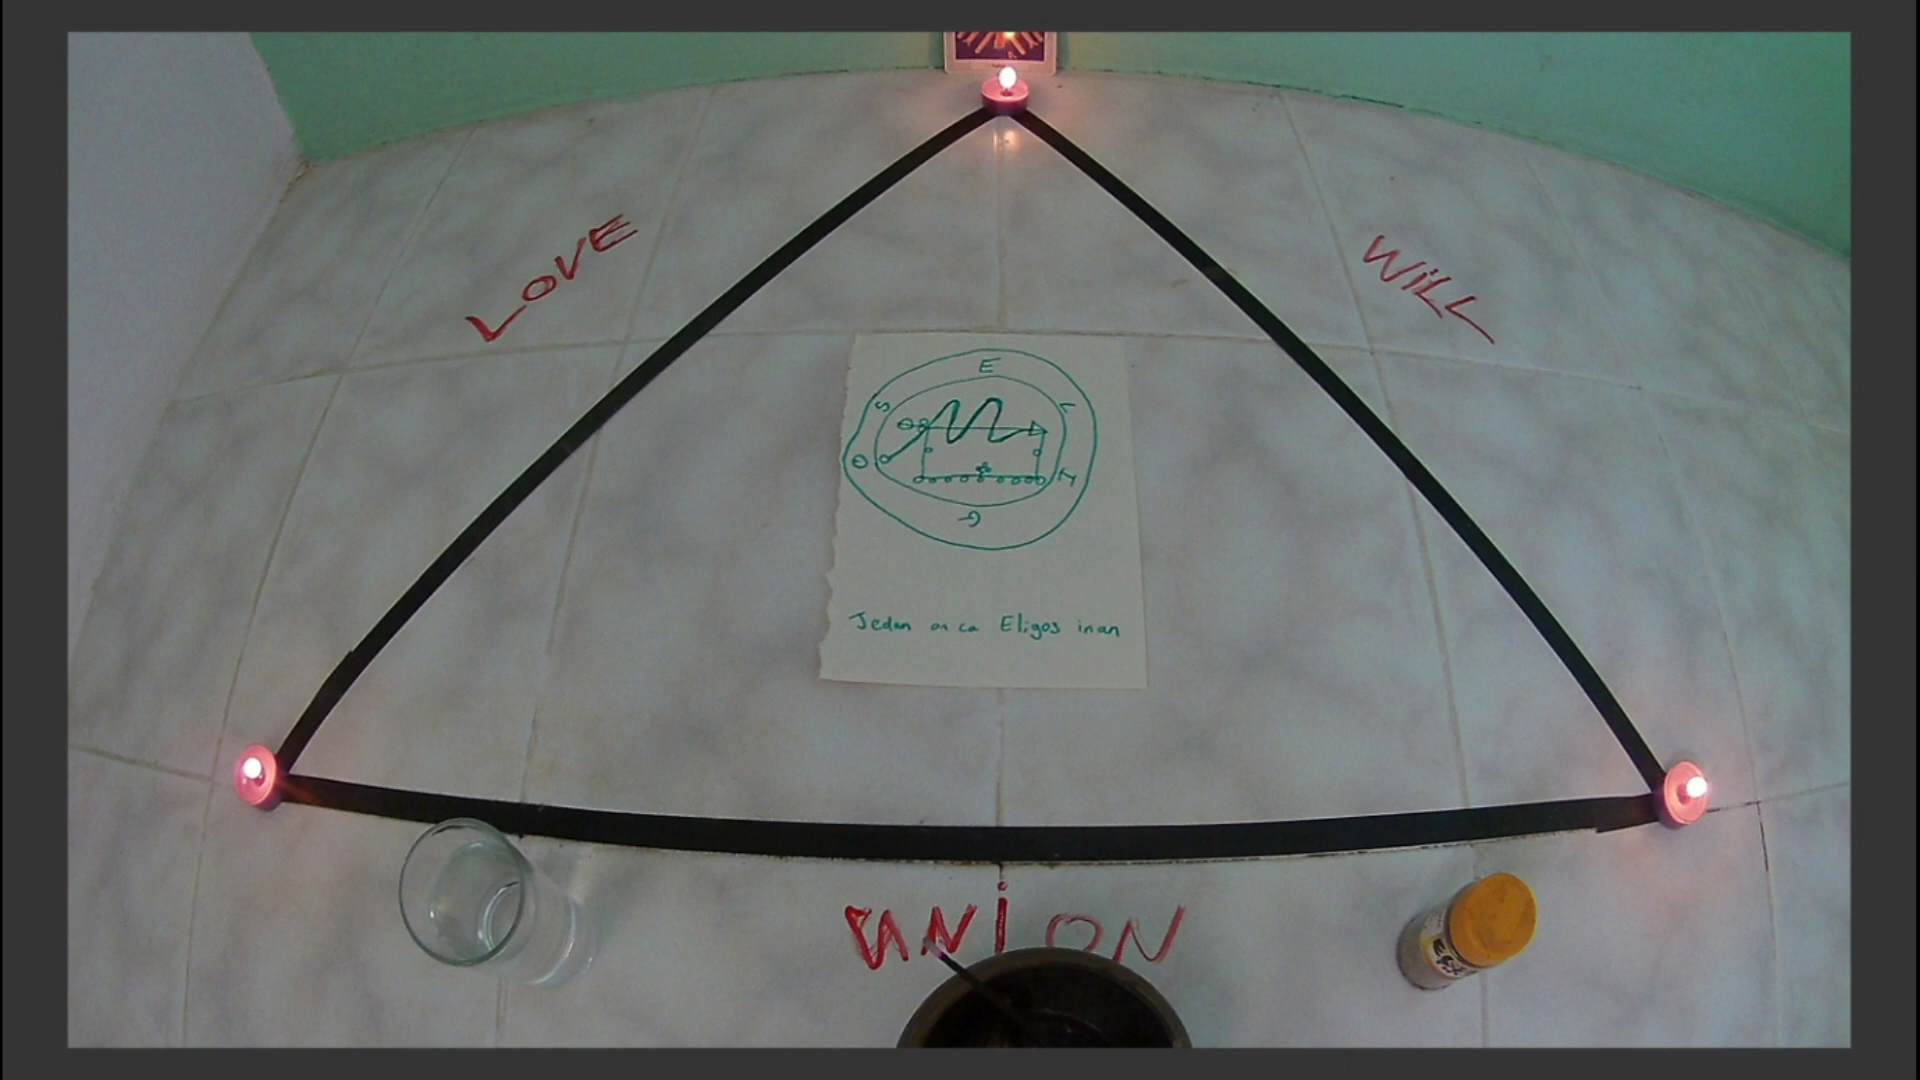 LOVE
WiLL
E L I G O S
Jedan on ca Eligos inan
UNiON